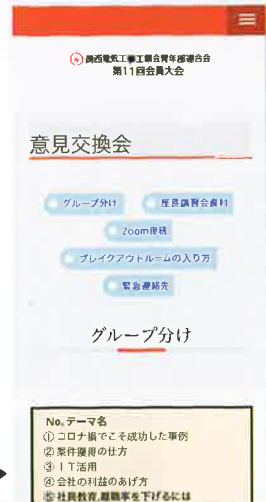 関西電気工事工業会青年部連合会
第11回会員大会
意見交換会
グループ分け
座長講習会資料
Zoom接続
ブレイクアウトルームの入り方
緊急連絡先
グループ分け
No。テーマ名
① コロナ禍でこそ成功した事例
② 案件獲得の仕方
③ IT活用
④ 会社の利益のあげ方
⑤ 社員教育,離職率を下げるには